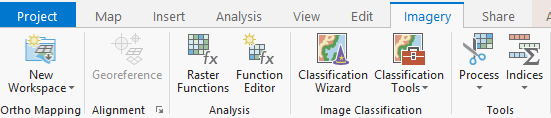 Project Map Insert Analysis View Edit Imagery Share
New Workspace
Georeference
Raster Functions
Function Editor
Classification Wizard
Classification Tools
Process
Indices
Ortho Mapping Alignment Analysis Image Classification Tools